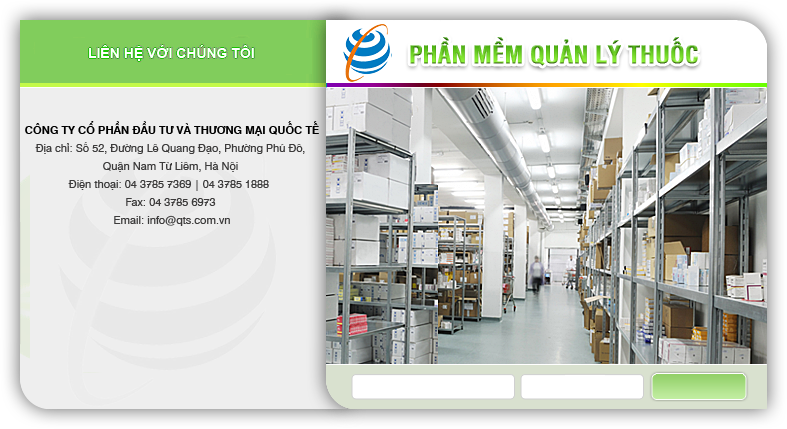 LIÊN HỆ VỚI CHÚNG TÔI
PHẦN MỀM QUẢN LÝ THUỐC
CÔNG TY CỔ PHẦN ĐẦU TƯ VÀ THƯƠNG MẠI QUỐC TẾ
Địa chỉ: Số 52, Đường Lê Quang Đạo, Phường Phú Đô,
Quận Nam Từ Liêm, Hà Nội
Điện thoại: 04 3785 7369 | 04 3785 1888
Fax: 04 3785 6973
Email: info@qts.com.vn